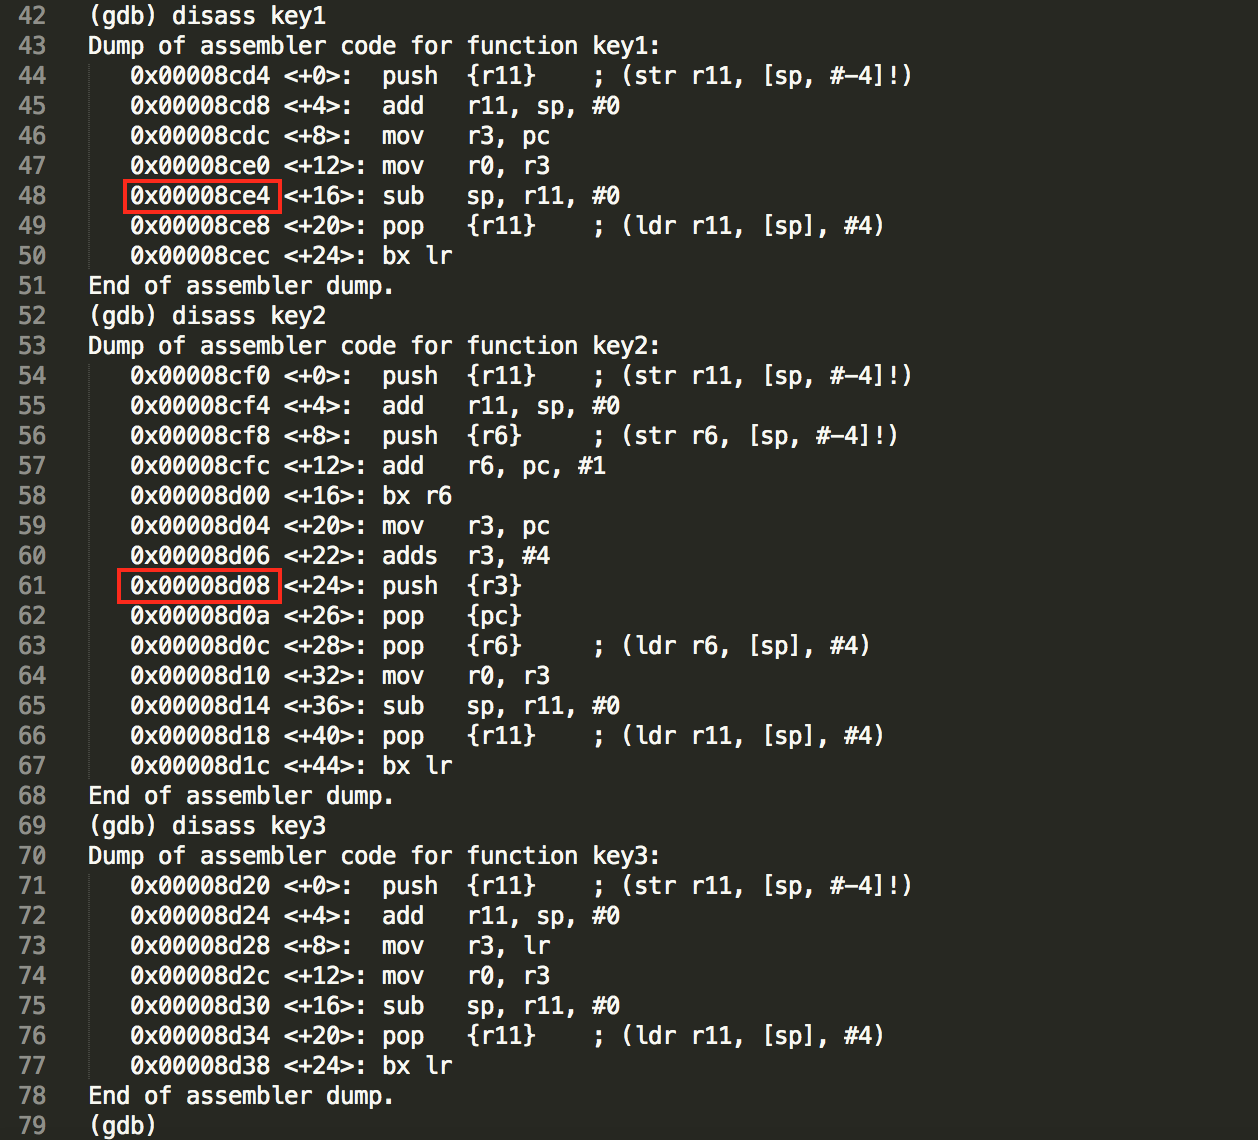 42 (gdb) disass key1
43 Dump of assembler code for function key1:
44 0x00008cd4 <+0>: push {r11} ; (str r11, [sp, #-4]!)
45 0x00008cd8 <+4>: add r11, sp, #0
46 0x00008cdc <+8>: mov r3, pc
47 0x00008ce0 <+12>: mov r0, r3
48 0x00008ce4 <+16>: sub sp, r11, #0
49 0x00008ce8 <+20>: pop {r11} ; (ldr r11, [sp], #4)
50 0x00008cec <+24>: bx lr
51 End of assembler dump.
52 (gdb) disass key2
53 Dump of assembler code for function key2:
54 0x00008cf0 <+0>: push {r11} ; (str r11, [sp, #-4]!)
55 0x00008cf4 <+4>: add r11, sp, #0
56 0x00008cf8 <+8>: push {r6} ; (str r6, [sp, #-4]!)
57 0x00008cfc <+12>: add r6, pc, #1
58 0x00008d00 <+16>: bx r6
59 0x00008d04 <+20>: mov r3, pc
60 0x00008d06 <+22>: adds r3, #4
61 0x00008d08 <+24>: push {r3}
62 0x00008d0a <+26>: pop {pc}
63 0x00008d0c <+28>: pop {r6} ; (ldr r6, [sp], #4)
64 0x00008d10 <+32>: mov r0, r3
65 0x00008d14 <+36>: sub sp, r11, #0
66 0x00008d18 <+40>: pop {r11} ; (ldr r11, [sp], #4)
67 0x00008d1c <+44>: bx lr
68 End of assembler dump.
69 (gdb) disass key3
70 Dump of assembler code for function key3:
71 0x00008d20 <+0>: push {r11} ; (str r11, [sp, #-4]!)
72 0x00008d24 <+4>: add r11, sp, #0
73 0x00008d28 <+8>: mov r3, lr
74 0x00008d2c <+12>: mov r0, r3
75 0x00008d30 <+16>: sub sp, r11, #0
76 0x00008d34 <+20>: pop {r11} ; (ldr r11, [sp], #4)
77 0x00008d38 <+24>: bx lr
78 End of assembler dump.
79 (gdb)